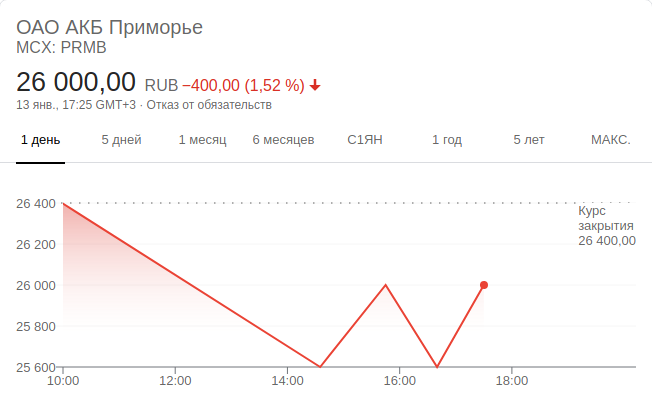 ОАО АКБ Приморье
MCX: PRMB
26 000,00 RUB −400,00 (1,52 %)
13 янв., 17:25 GMT+3 · Отказ от обязательств
1 день 5 дней 1 месяц 6 месяцев С1ЯН 1 год 5 лет МАКС.
26 400
Курс
закрытия
26 400,00
26 200
26 000
25 800
25 600
10:00 12:00 14:00 16:00 18:00